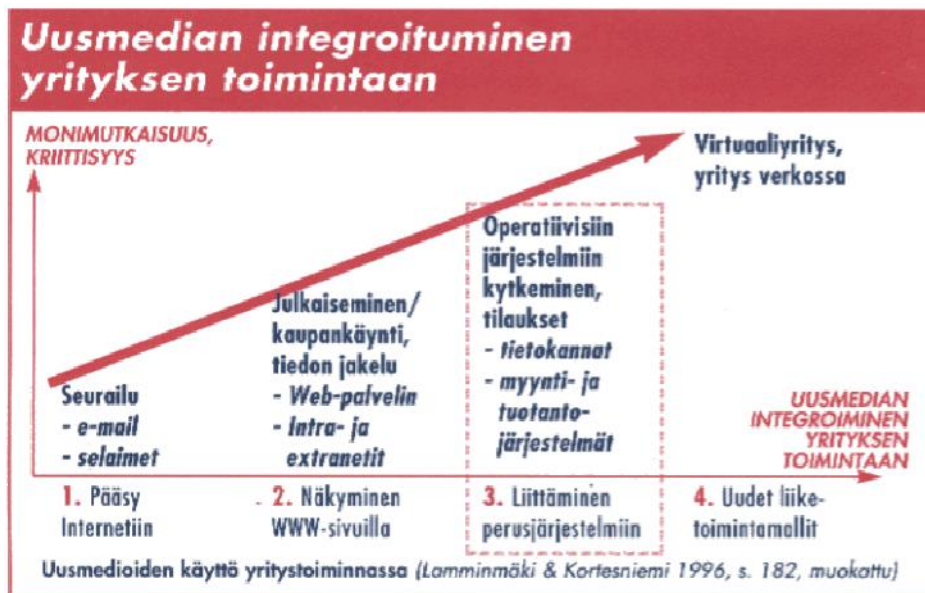 Uusmedian integroituminen
yrityksen toimintaan
MONIMUTKAISUUS,
KRIITTISYYS
Virtuaaliyritys,
yritys verkossa
Operatiivisiin
järjestelmiin
kytkeminen,
tilaukset
- tietokannat
- myynti- ja
tuotanto-
järjestelmät
Julkaiseminen/
kaupankäynti,
tiedon jakelu
- Web-palvelin
- Intra- ja
extranetit
Seurailu
- e-mail
- selaimet
UUSMEDIAN
INTEGROIMINEN
YRITYKSEN
TOIMINTAAN
1. Pääsy
Internetiin
2. Näkyminen
WWW-sivuilla
3. Liittäminen
perusjärjestelmiin
4. Uudet liike-
toimintamallit
Uusmedioiden käyttö yritystoiminnassa (Lamminmäki & Kortesniemi 1996, s. 182, muokattu)